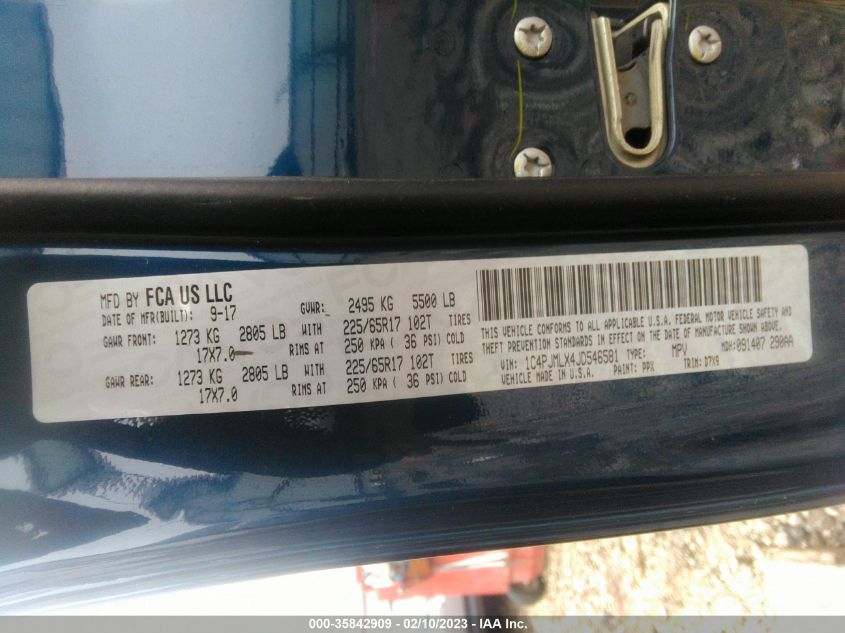 MFD BY FCA US LLC
DATE OF MFR(BUILT): 9-17 GVWR: 2495 KG 5500 LB
GAWR FRONT: 1273 KG 2805 LB WITH 225/65R17 102T TIRES
17X7.0 RIMS AT 250 KPA ( 36 PSI) COLD
GAWR REAR: 1273 KG 2805 LB WITH 225/65R17 102T TIRES
17X7.0 RIMS AT 250 KPA ( 36 PSI) COLD
THIS VEHICLE CONFORMS TO ALL APPLICABLE U.S.A. FEDERAL MOTOR VEHICLE SAFETY AND
THEFT PREVENTION STANDARDS IN EFFECT ON THE DATE OF MANUFACTURE SHOWN ABOVE.
VIN: 1C4PJMLX4JD546581 TYPE: MPV MDH: 091407 290AA
VEHICLE MADE IN U.S.A. PAINT: PPX TRIM: D7X9
000-35842909 - 02/10/2023 - IAA Inc.